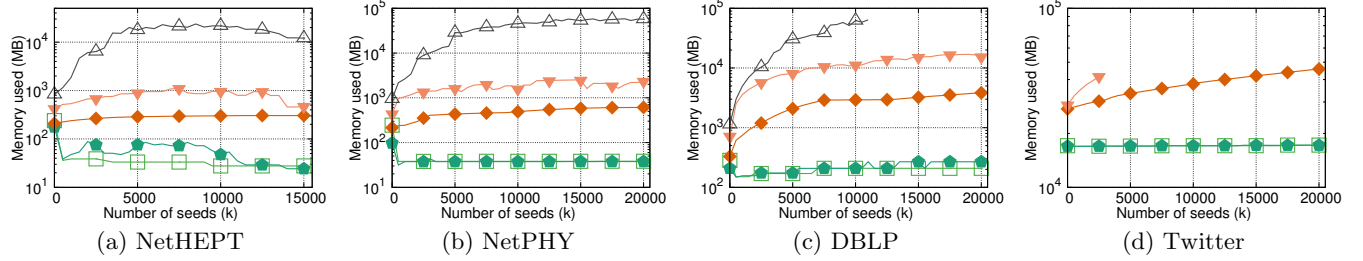 Memory used (MB)
10^4
10^3
10^2
10^1
0
5000
10000
15000
Number of seeds (k)
(a) NetHEPT
Memory used (MB)
10^5
10^4
10^3
10^2
10^1
0
5000
10000
15000
20000
Number of seeds (k)
(b) NetPHY
Memory used (MB)
10^5
10^4
10^3
10^2
0
5000
10000
15000
20000
Number of seeds (k)
(c) DBLP
Memory used (MB)
10^5
10^4
0
5000
10000
15000
20000
Number of seeds (k)
(d) Twitter